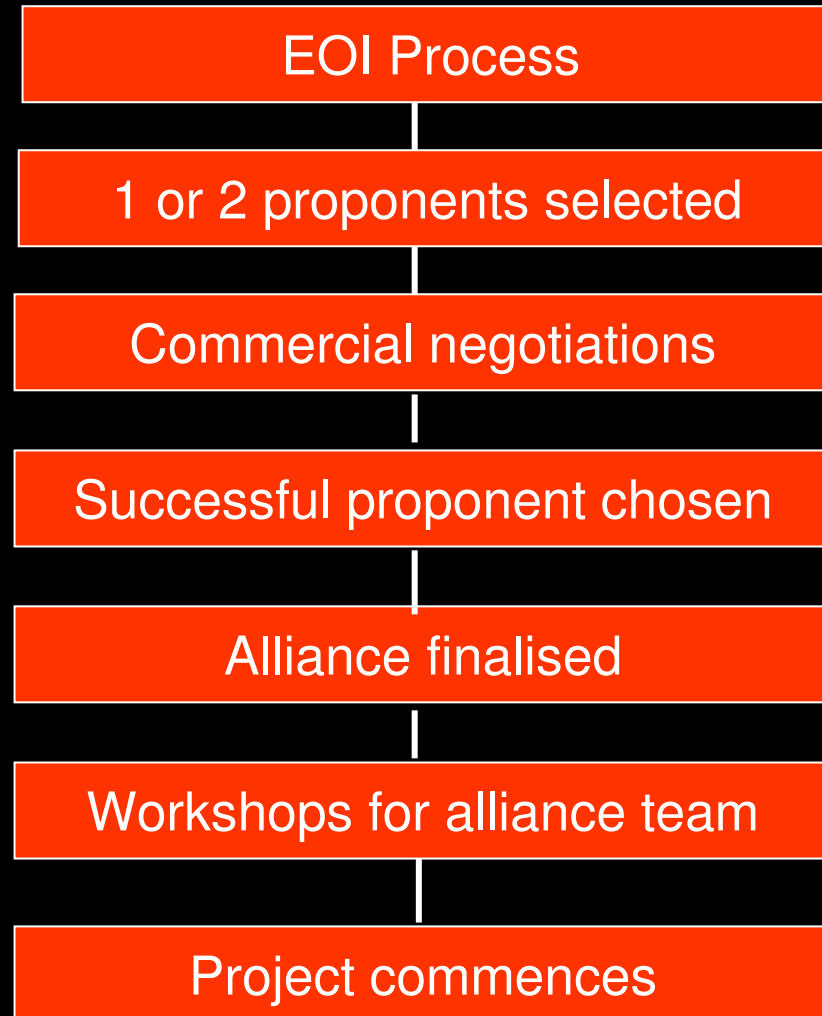 EOI Process
1 or 2 proponents selected
Commercial negotiations
Successful proponent chosen
Alliance finalised
Workshops for alliance team
Project commences